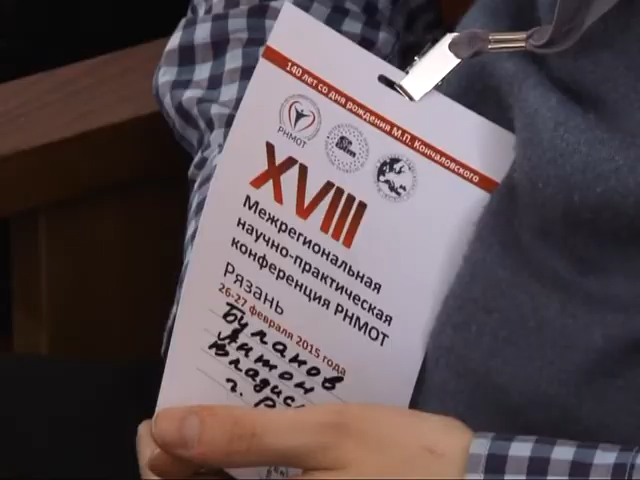 140 лет со дня рождения М.П. Кончаловского
РНМОТ
XVIII
Межрегиональная
научно-практическая
конференция РНМОТ
Рязань
26-27 февраля 2015 года
Буланов
Антон
г. Р